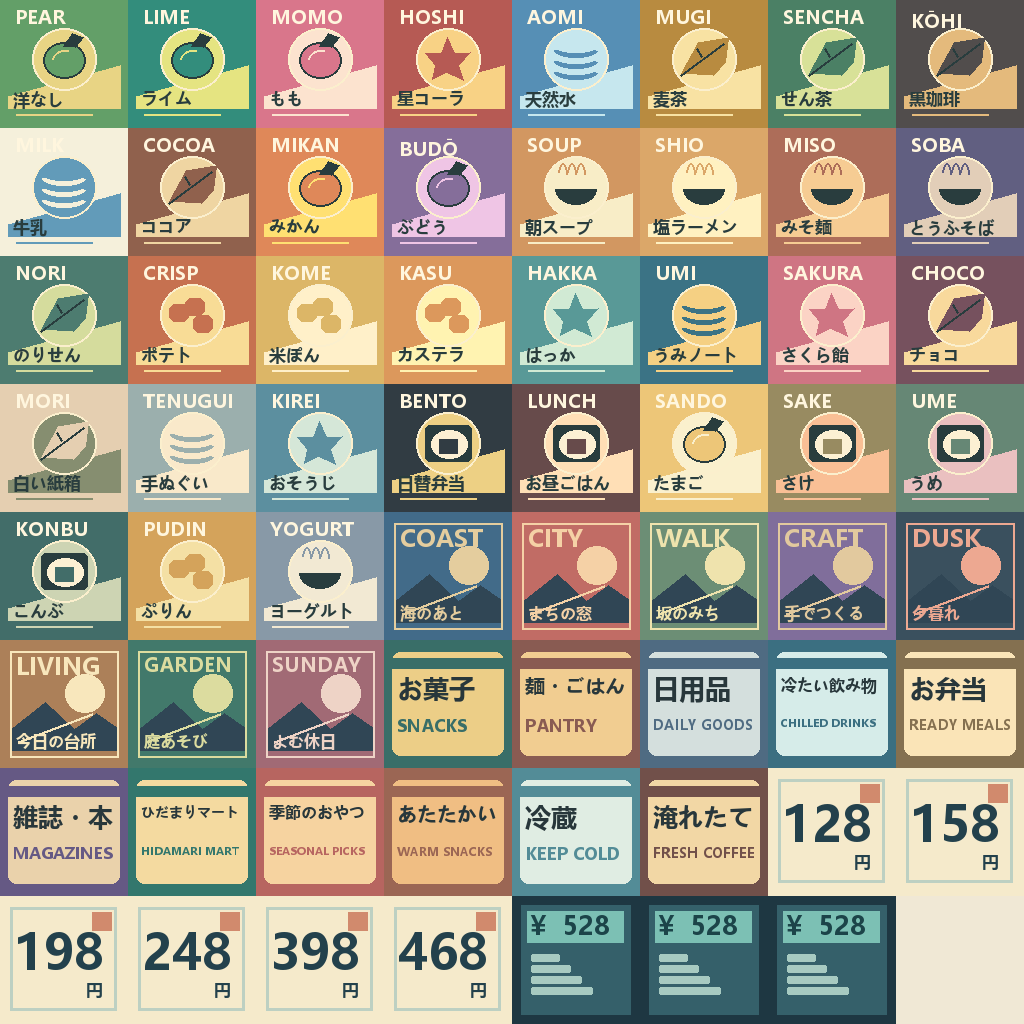 PEAR
洋なし
LIME
ライム
MOMO
もも
HOSHI
星コーラ
AOMI
天然水
MUGI
麦茶
SENCHA
せん茶
KŌHI
黒珈琲
MILK
牛乳
COCOA
ココア
MIKAN
みかん
BUDŌ
ぶどう
SOUP
朝スープ
SHIO
塩ラーメン
MISO
みそ麺
SOBA
とうふそば
NORI
のりせん
CRISP
ポテト
KOME
米ぽん
KASU
カステラ
HAKKA
はっか
UMI
うみノート
SAKURA
さくら飴
CHOCO
チョコ
MORI
白い紙箱
TENUGUI
手ぬぐい
KIREI
おそうじ
BENTO
日替弁当
LUNCH
お昼ごはん
SANDO
たまご
SAKE
さけ
UME
うめ
KONBU
こんぶ
PUDIN
ぷりん
YOGURT
ヨーグルト
COAST
海のあと
CITY
まちの窓
WALK
坂のみち
CRAFT
手でつくる
DUSK
夕暮れ
LIVING
今日の台所
GARDEN
庭あそび
SUNDAY
よむ休日
お菓子
SNACKS
麺・ごはん
PANTRY
日用品
DAILY GOODS
冷たい飲み物
CHILLED DRINKS
お弁当
READY MEALS
雑誌・本
MAGAZINES
ひだまりマート
HIDAMARI MART
季節のおやつ
SEASONAL PICKS
あたたかい
WARM SNACKS
冷蔵
KEEP COLD
淹れたて
FRESH COFFEE
128
円
158
円
198
円
248
円
398
円
468
円
¥ 528
¥ 528
¥ 528